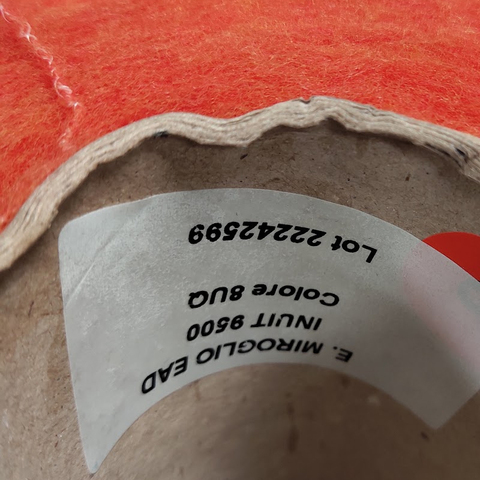 E. MIROGLIO EAD
INUIT 9500
Colore 8UQ
Lot 22242599